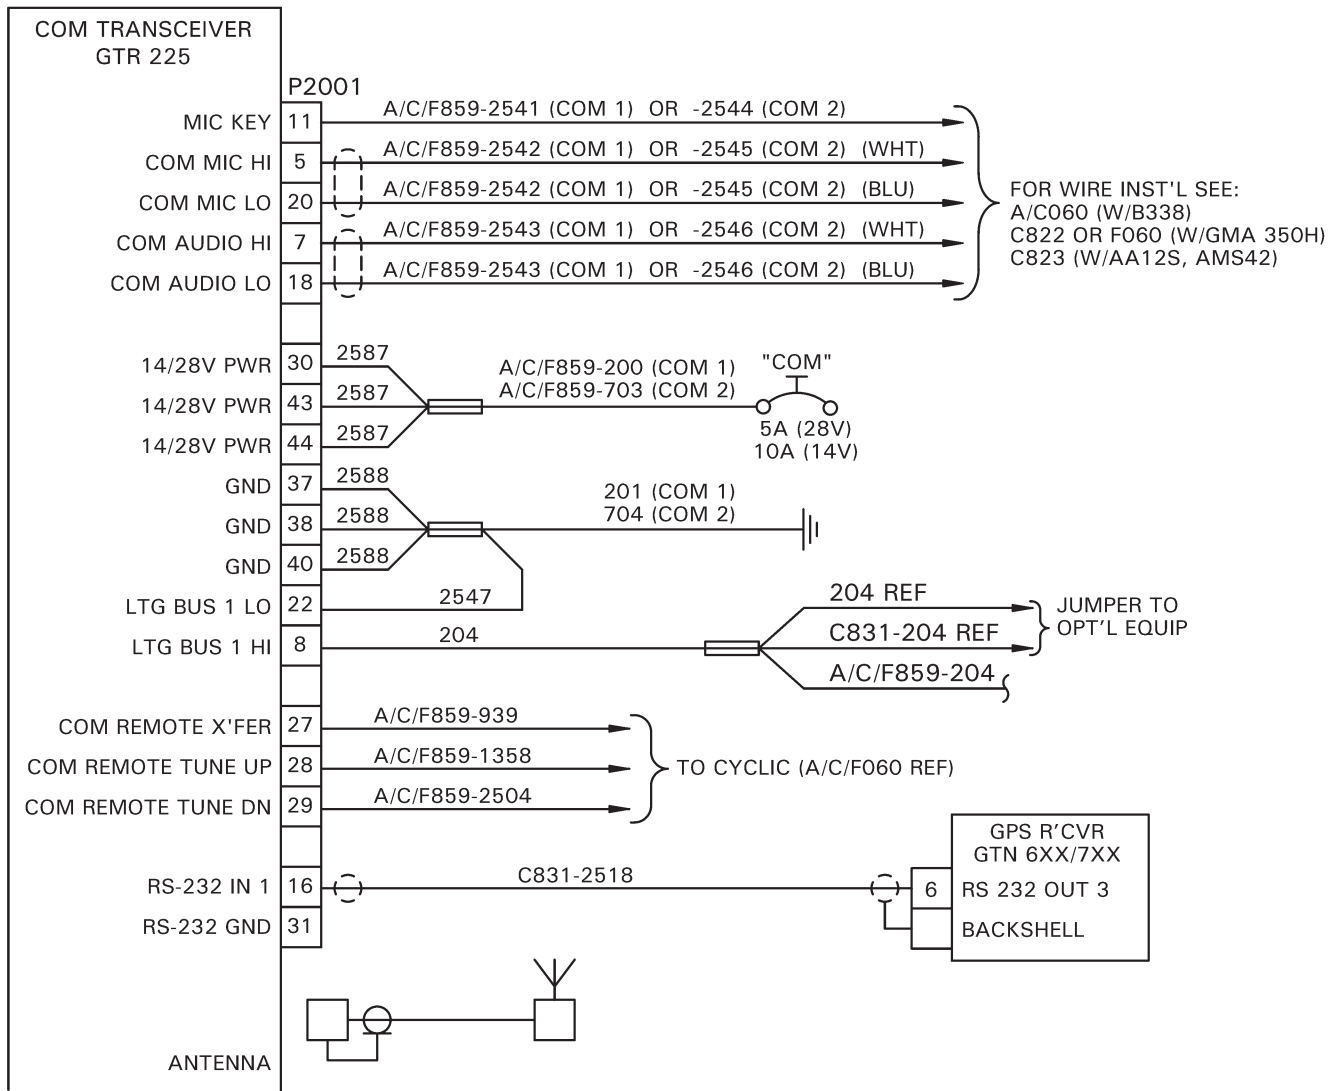 COM TRANSCEIVER
GTR 225
P2001
MIC KEY 11 A/C/F859-2541 (COM 1) OR -2544 (COM 2)
COM MIC HI 5 A/C/F859-2542 (COM 1) OR -2545 (COM 2) (WHT)
COM MIC LO 20 A/C/F859-2542 (COM 1) OR -2545 (COM 2) (BLU)
COM AUDIO HI 7 A/C/F859-2543 (COM 1) OR -2546 (COM 2) (WHT)
COM AUDIO LO 18 A/C/F859-2543 (COM 1) OR -2546 (COM 2) (BLU)
FOR WIRE INST'L SEE:
A/C060 (W/B338)
C822 OR F060 (W/GMA 350H)
C823 (W/AA12S, AMS42)
14/28V PWR 30 2587
14/28V PWR 43 2587
14/28V PWR 44 2587
A/C/F859-200 (COM 1)
A/C/F859-703 (COM 2)
"COM"
5A (28V)
10A (14V)
GND 37 2588
GND 38 2588
GND 40 2588
201 (COM 1)
704 (COM 2)
LTG BUS 1 LO 22 2547
LTG BUS 1 HI 8 204
204 REF
C831-204 REF
A/C/F859-204
JUMPER TO
OPT’L EQUIP
COM REMOTE X'FER 27 A/C/F859-939
COM REMOTE TUNE UP 28 A/C/F859-1358
COM REMOTE TUNE DN 29 A/C/F859-2504
TO CYCLIC (A/C/F060 REF)
RS-232 IN 1 16 C831-2518
RS-232 GND 31
GPS R’CVR
GTN 6XX/7XX
6 RS 232 OUT 3
BACKSHELL
ANTENNA